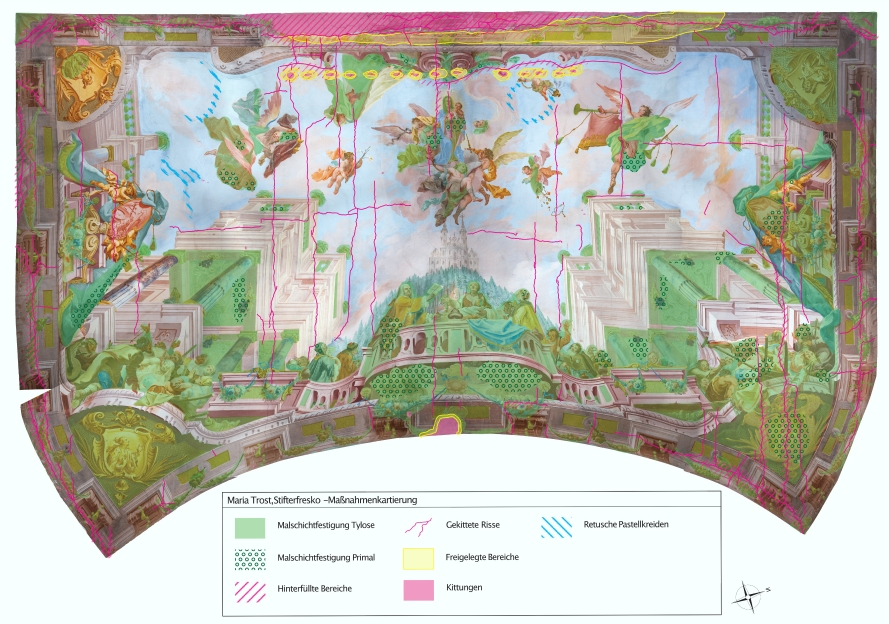 Maria Trost,Stifterfresko -Maßnahmenkartierung
Malschichtfestigung Tylose
Gekittete Risse
Retusche Pastellkreiden
Malschichtfestigung Primal
Freigelegte Bereiche
Hinterfüllte Bereiche
Kittungen